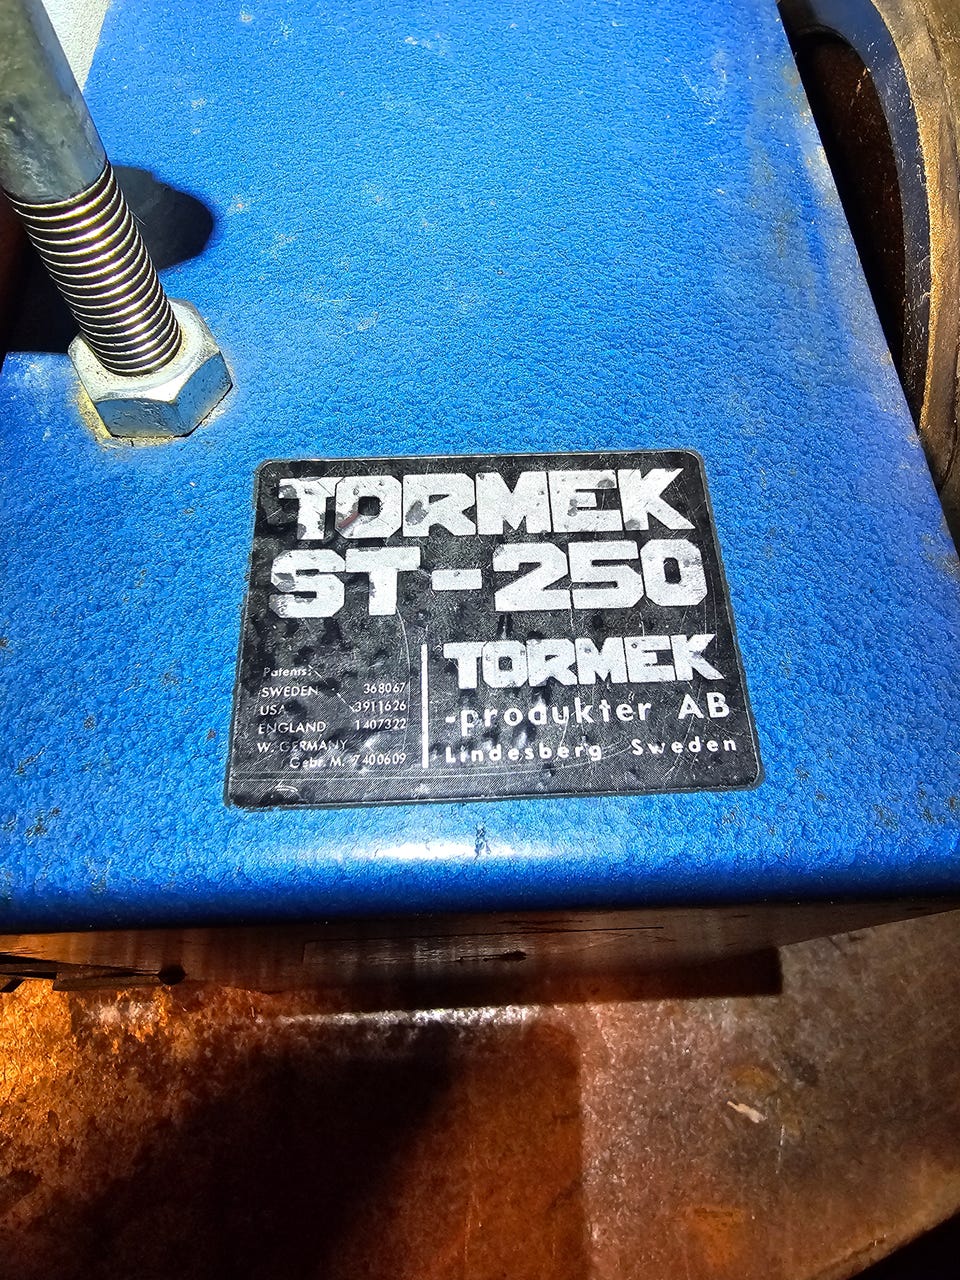 TORMEK
ST-250
Patents:
SWEDEN 368067
USA 3911626
ENGLAND 1407322
W. GERMANY
Gebr. M. 7400609
TORMEK
-produkter AB
Lindesberg Sweden